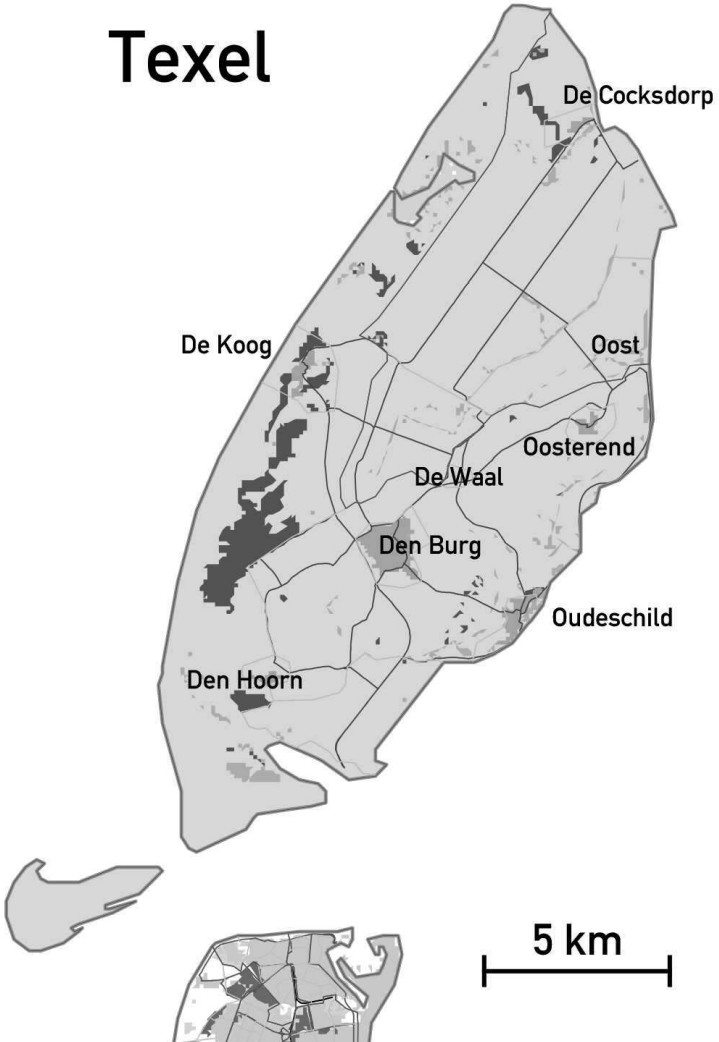 Texel
De Cocksdorp
De Koog
Oost
Oosterend
De Waal
Den Burg
Oudeschild
Den Hoorn
5 km